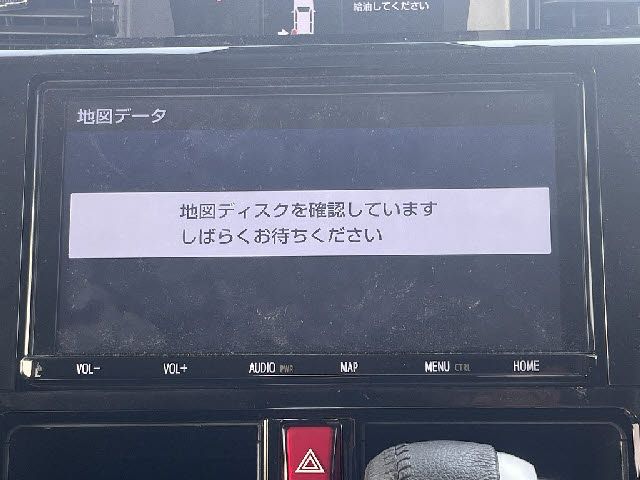 給油してください
地図データ
地図ディスクを確認しています
しばらくお待ちください
VOL- VOL+ AUDIO PWR MAP MENU CTRL HOME